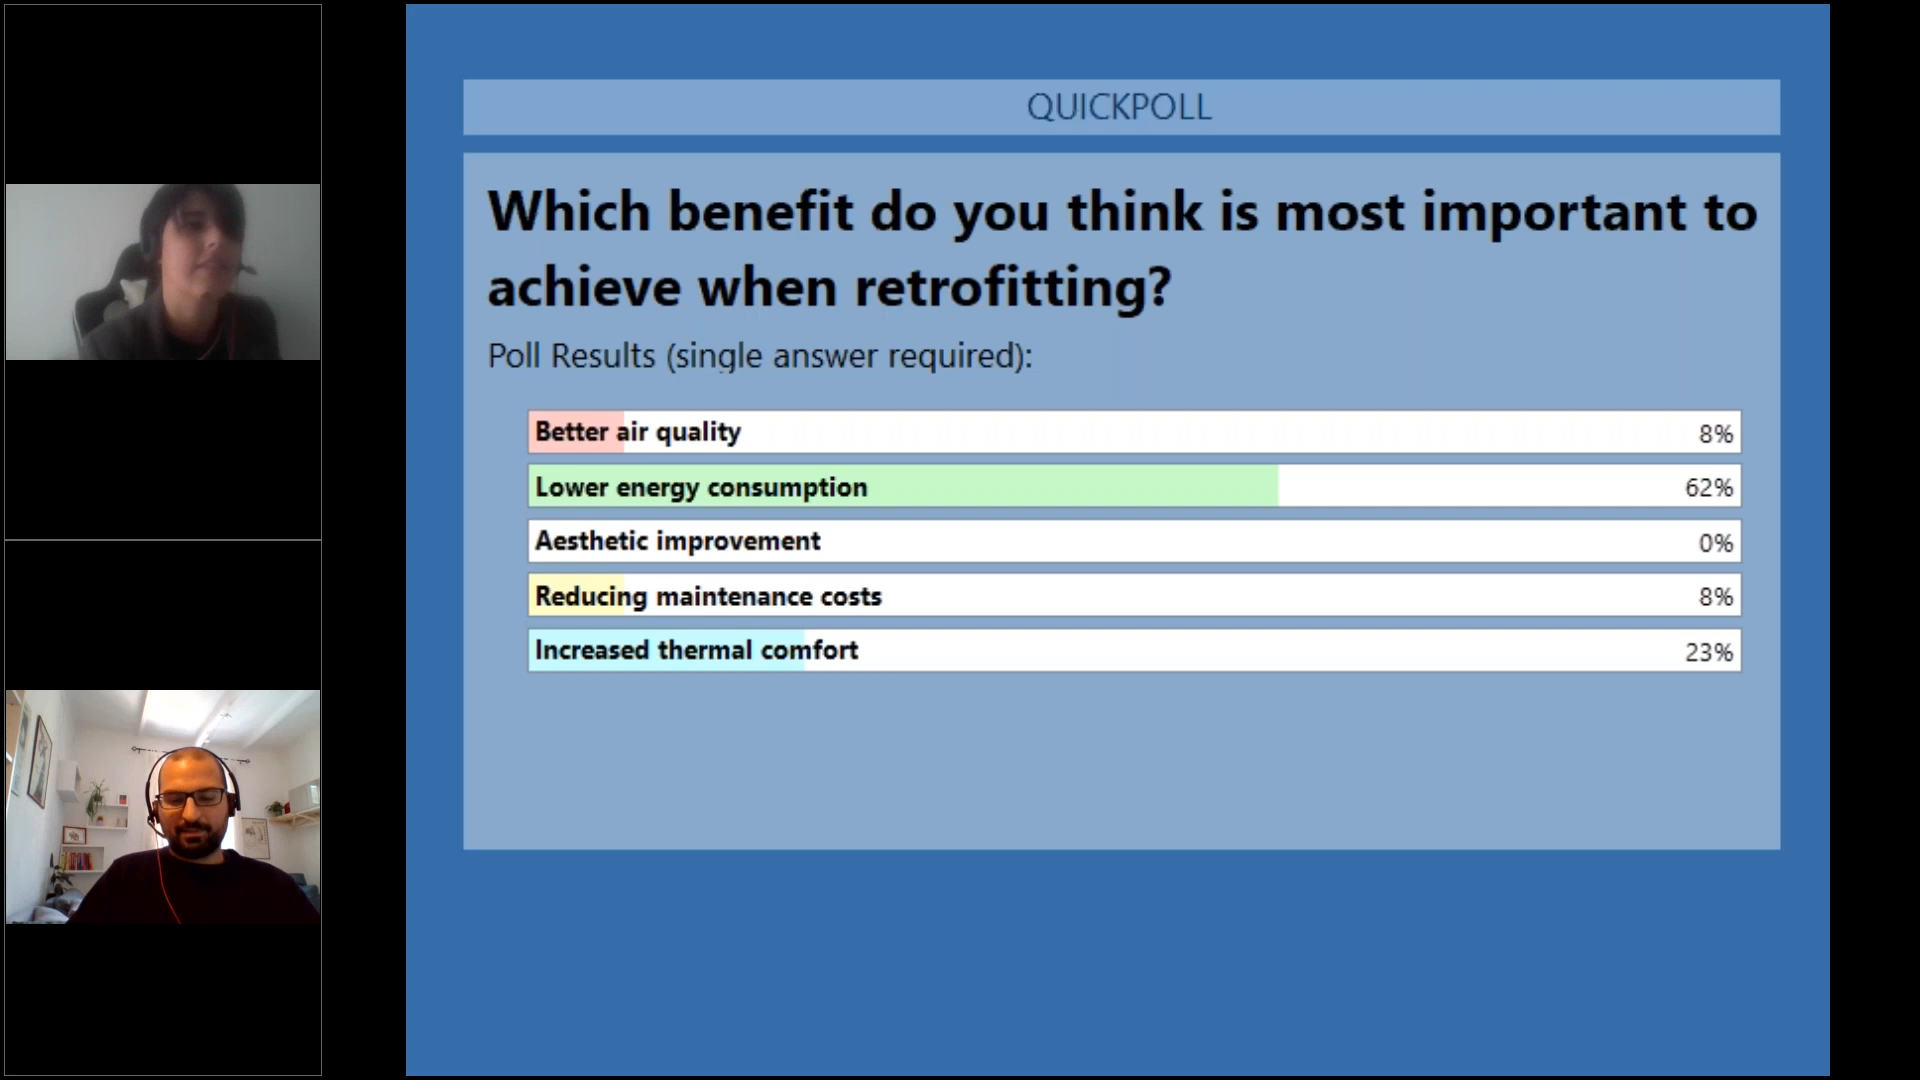 QUICKPOLL
Which benefit do you think is most important to
achieve when retrofitting?
Poll Results (single answer required):
Better air quality 8%
Lower energy consumption 62%
Aesthetic improvement 0%
Reducing maintenance costs 8%
Increased thermal comfort 23%